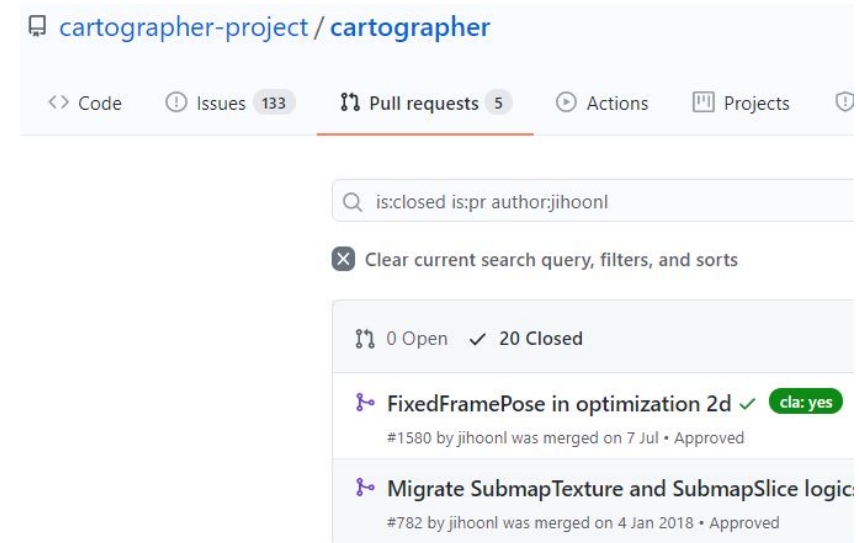 cartographer-project / cartographer
Code Issues 133 Pull requests 5 Actions Projects
is:closed is:pr author:jihoonl
Clear current search query, filters, and sorts
0 Open 20 Closed
FixedFramePose in optimization 2d cla: yes
#1580 by jihoonl was merged on 7 Jul • Approved
Migrate SubmapTexture and SubmapSlice logics
#782 by jihoonl was merged on 4 Jan 2018 • Approved